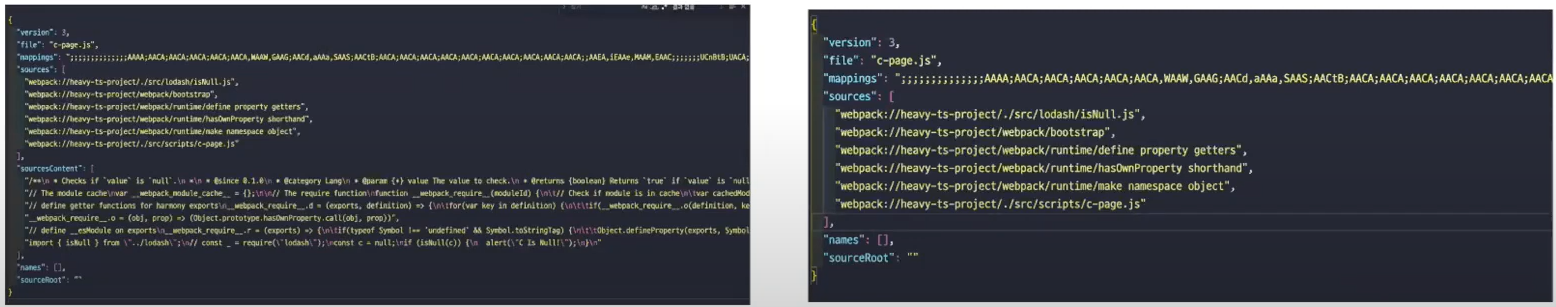 {
"version": 3,
"file": "c-page.js",
"mappings": ";;;;;;;;;;;;;;AAAA;AACA;AACA;AACA;AACA;AACA,WAAW,GAAG;AACd,aAAa,SAAS;AACtB;AACA;AACA;AACA;AACA;AACA;AACA;AACA;AACA;AACA;AACA;;AAEA,iEAAe,MAAM,EAAC;;;;;;;UCnBtB;UACA;
"sources": [
"webpack://heavy-ts-project/./src/lodash/isNull.js",
"webpack://heavy-ts-project/webpack/bootstrap",
"webpack://heavy-ts-project/webpack/runtime/define property getters",
"webpack://heavy-ts-project/webpack/runtime/hasOwnProperty shorthand",
"webpack://heavy-ts-project/webpack/runtime/make namespace object",
"webpack://heavy-ts-project/./src/scripts/c-page.js"
],
"sourcesContent": [
"/**\n * Checks if `value` is `null`.\n *\n * @since 0.1.0\n * @category Lang\n * @param {*} value The value to check.\n * @returns {boolean} Returns `true` if `value` is `null
"// The module cache\nvar __webpack_module_cache__ = {};\n\n// The require function\nfunction __webpack_require__(moduleId) {\n\t// Check if module is in cache\n\tvar cachedMod
"// define getter functions for harmony exports\n__webpack_require__.d = (exports, definition) => {\n\tfor(var key in definition) {\n\t\tif(__webpack_require__.o(definition, ke
"__webpack_require__.o = (obj, prop) => (Object.prototype.hasOwnProperty.call(obj, prop))",
"// define __esModule on exports\n__webpack_require__.r = (exports) => {\n\tif(typeof Symbol !== 'undefined' && Symbol.toStringTag) {\n\t\tObject.defineProperty(exports, Symbol
"import { isNull } from \"../lodash\";\n// const _ = require(\"lodash\");\nconst c = null;\nif (isNull(c)) {\n  alert(\"C Is Null!\");\n}\n"
],
"names": [],
"sourceRoot": ""
}
{
"version": 3,
"file": "c-page.js",
"mappings": ";;;;;;;;;;;;;;AAAA;AACA;AACA;AACA;AACA;AACA,WAAW,GAAG;AACd,aAAa,SAAS;AACtB;AACA;AACA;AACA;AACA;AACA;AACA
"sources": [
"webpack://heavy-ts-project/./src/lodash/isNull.js",
"webpack://heavy-ts-project/webpack/bootstrap",
"webpack://heavy-ts-project/webpack/runtime/define property getters",
"webpack://heavy-ts-project/webpack/runtime/hasOwnProperty shorthand",
"webpack://heavy-ts-project/webpack/runtime/make namespace object",
"webpack://heavy-ts-project/./src/scripts/c-page.js"
],
"names": [],
"sourceRoot": ""
}